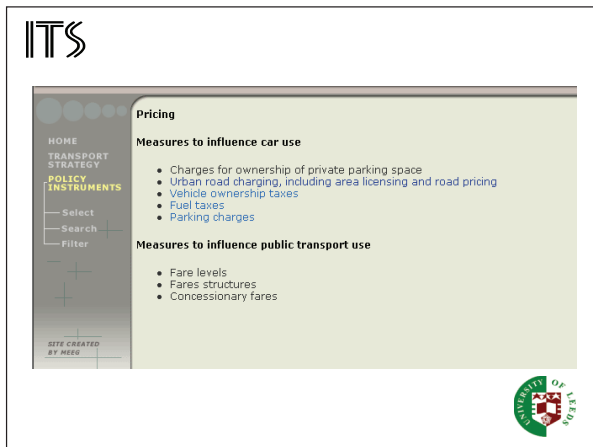 ITS
Pricing
HOME
TRANSPORT
STRATEGY
POLICY
INSTRUMENTS
Select
Search
Filter
SITE CREATED
BY MEEG
Measures to influence car use
• Charges for ownership of private parking space
• Urban road charging, including area licensing and road pricing
• Vehicle ownership taxes
• Fuel taxes
• Parking charges
Measures to influence public transport use
• Fare levels
• Fares structures
• Concessionary fares
UNIVERSITY OF LEEDS